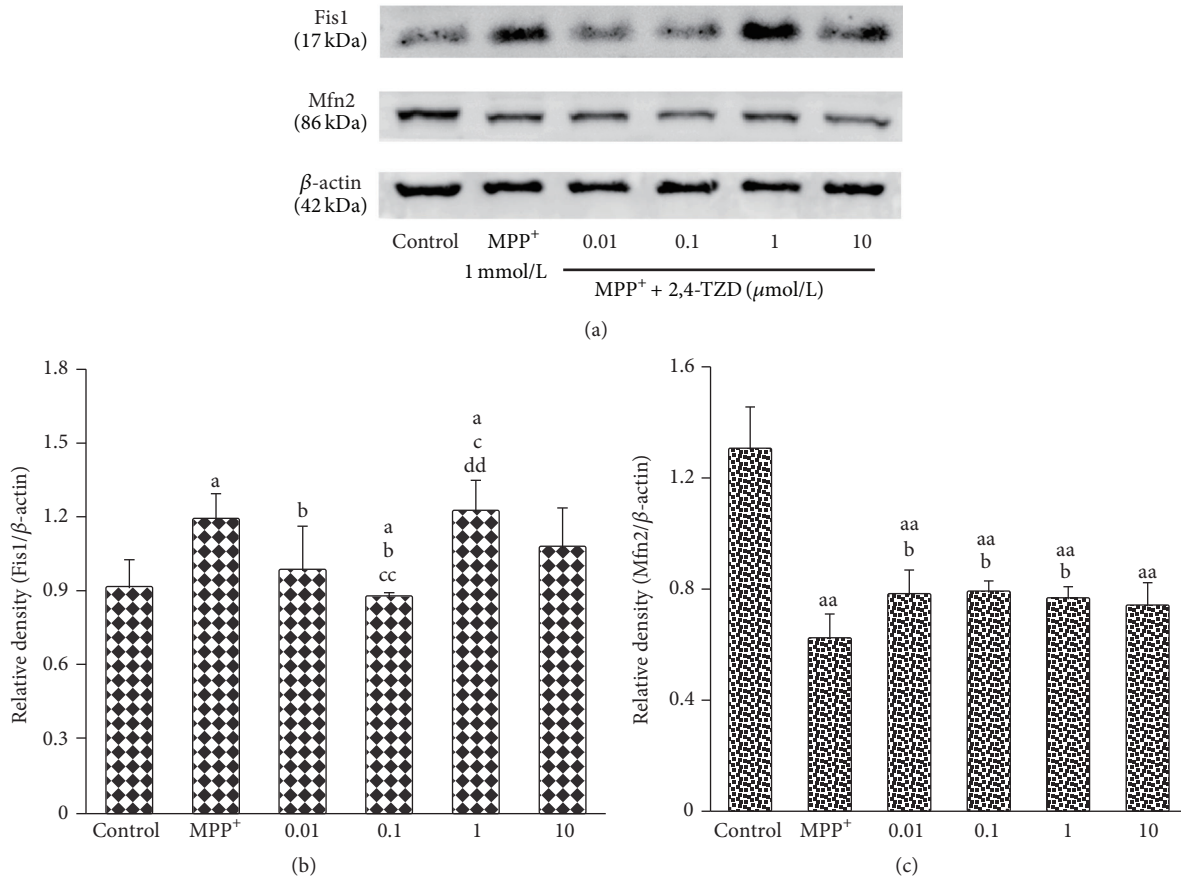 Fis1
(17 kDa)
Mfn2
(86 kDa)
β-actin
(42 kDa)
Control MPP⁺ 0.01 0.1 1 10
1 mmol/L
MPP⁺ + 2,4-TZD (μmol/L)
(a)
Relative density (Fis1/β-actin)
1.8
1.5
1.2
0.9
0.6
0.3
0
a
b
a
b
cc
a
c
dd
Control MPP⁺ 0.01 0.1 1 10
(b)
Relative density (Mfn2/β-actin)
1.6
1.2
0.8
0.4
0
aa
aa
b
aa
b
aa
b
aa
Control MPP⁺ 0.01 0.1 1 10
(c)